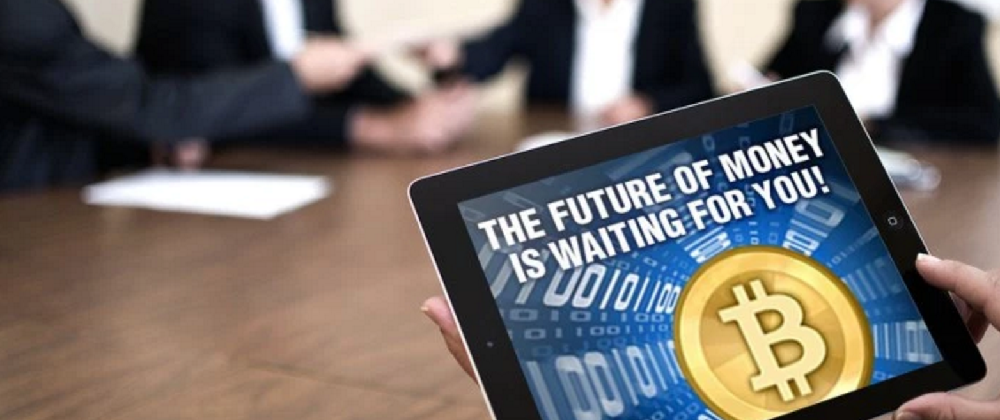 THE FUTURE OF MONEY
IS WAITING FOR YOU!